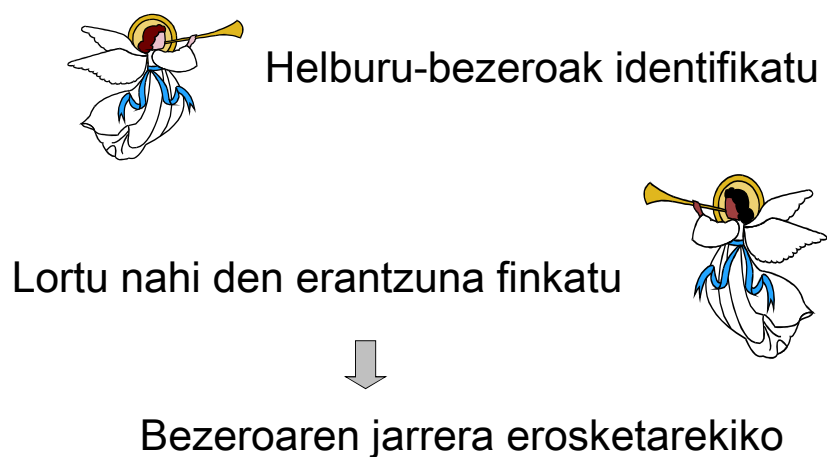 Helburu-bezeroak identifikatu
Lortu nahi den erantzuna finkatu
Bezeroaren jarrera erosketarekiko